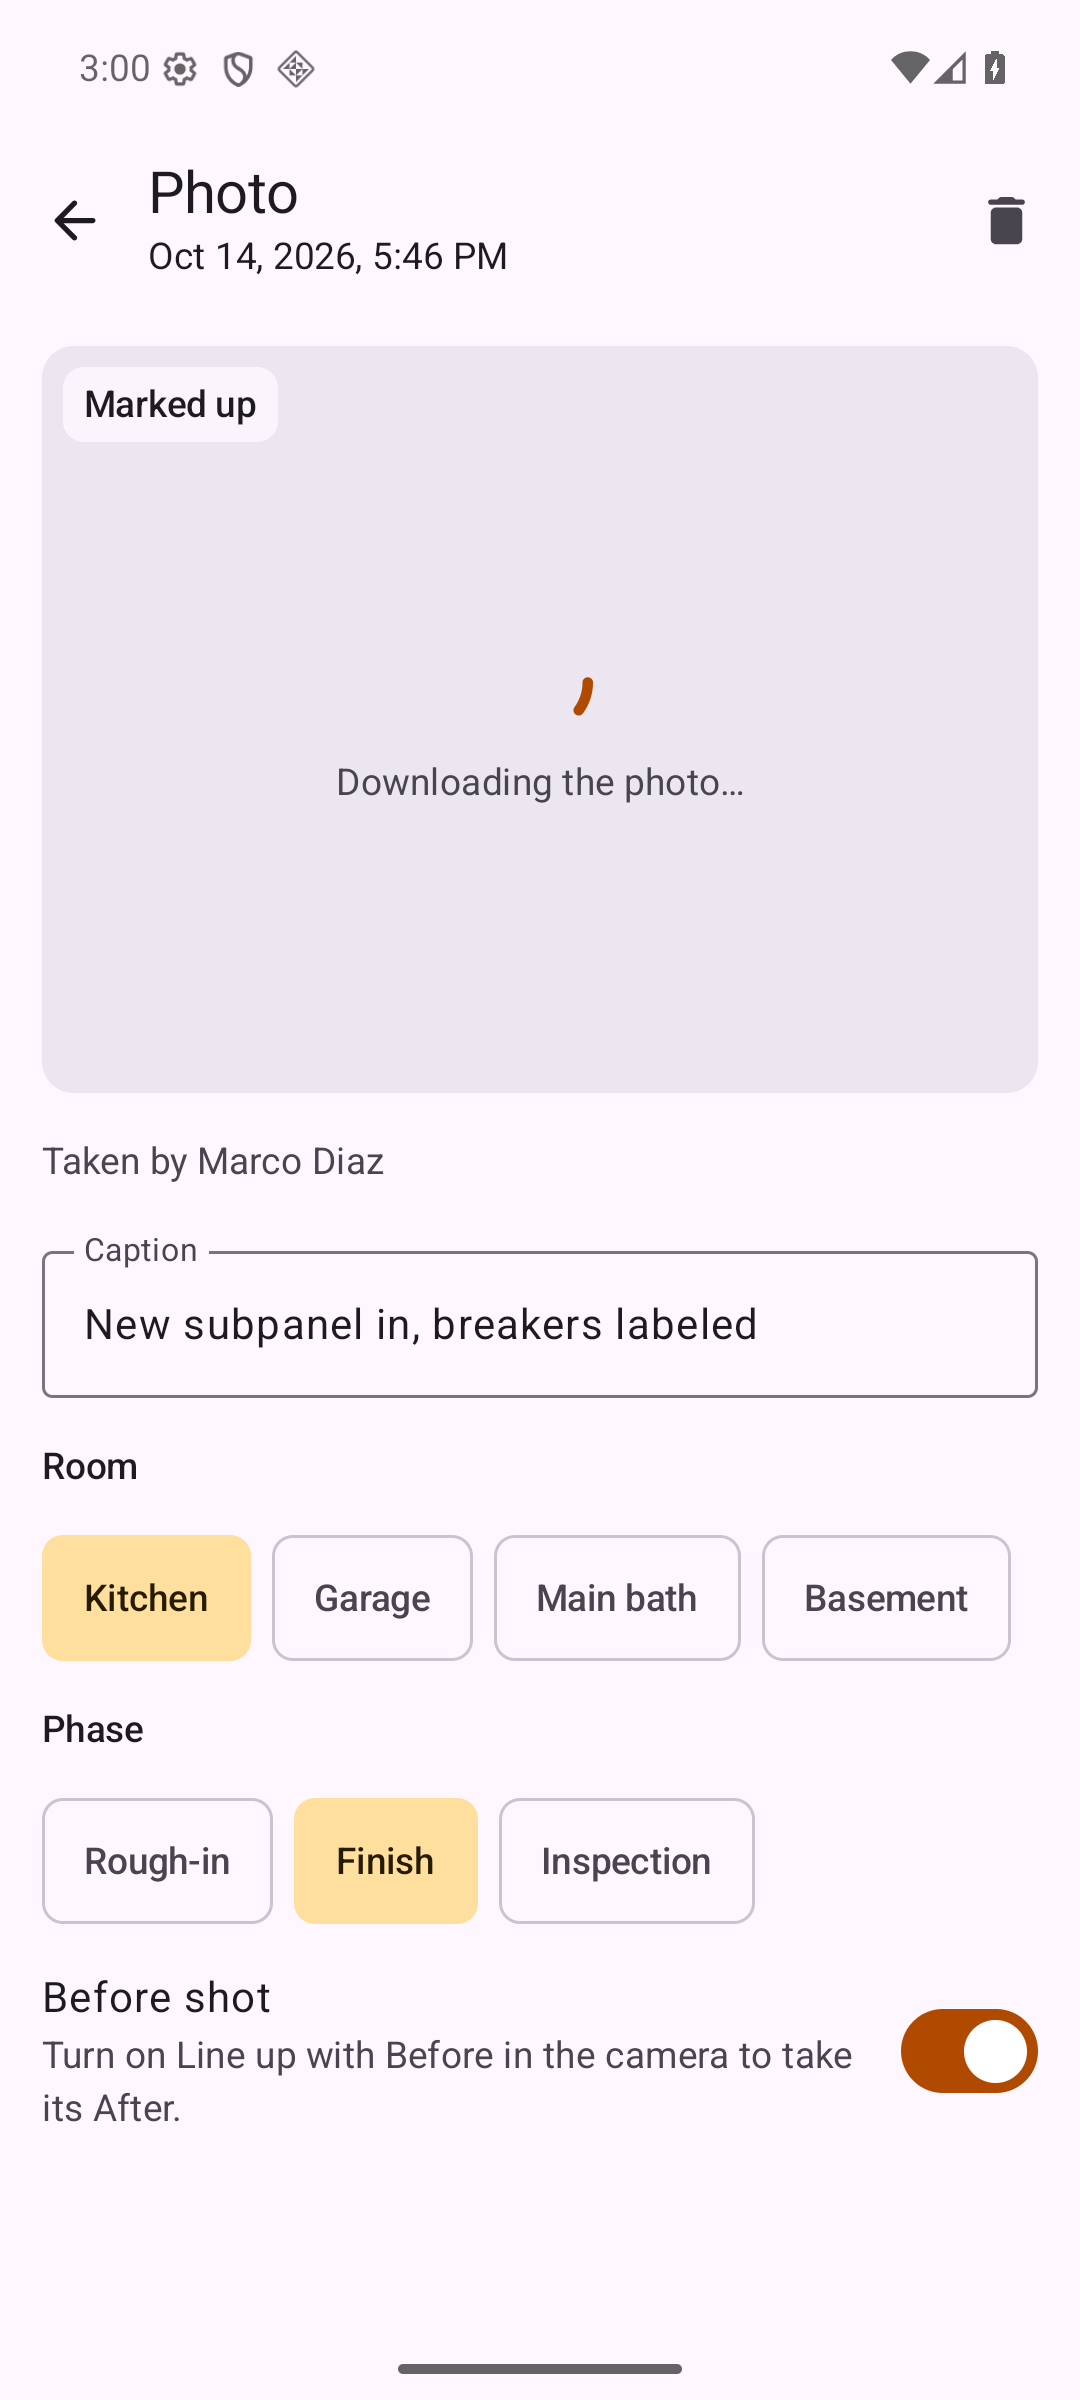 3:00
Photo
Oct 14, 2026, 5:46 PM
Marked up
Downloading the photo…
Taken by Marco Diaz
Caption
New subpanel in, breakers labeled
Room
Kitchen Garage Main bath Basement
Phase
Rough-in Finish Inspection
Before shot
Turn on Line up with Before in the camera to take
its After.